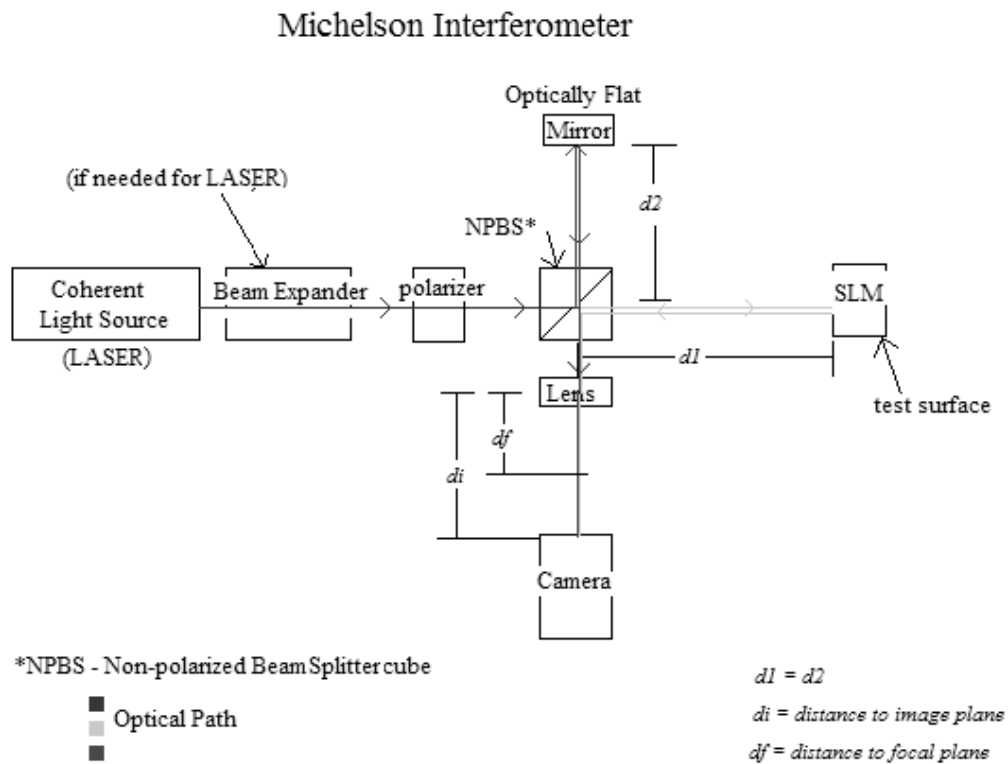 Michelson Interferometer
Optically Flat
Mirror
(if needed for LASER)
d2
NPBS*
Coherent
Light Source
Beam Expander
polarizer
SLM
(LASER)
d1
Lens
test surface
df
di
Camera
*NPBS - Non-polarized Beam Splitter cube
d1 = d2
Optical Path
di = distance to image plane
df = distance to focal plane